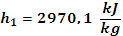 h₁ = 2970,1 kJ/kg